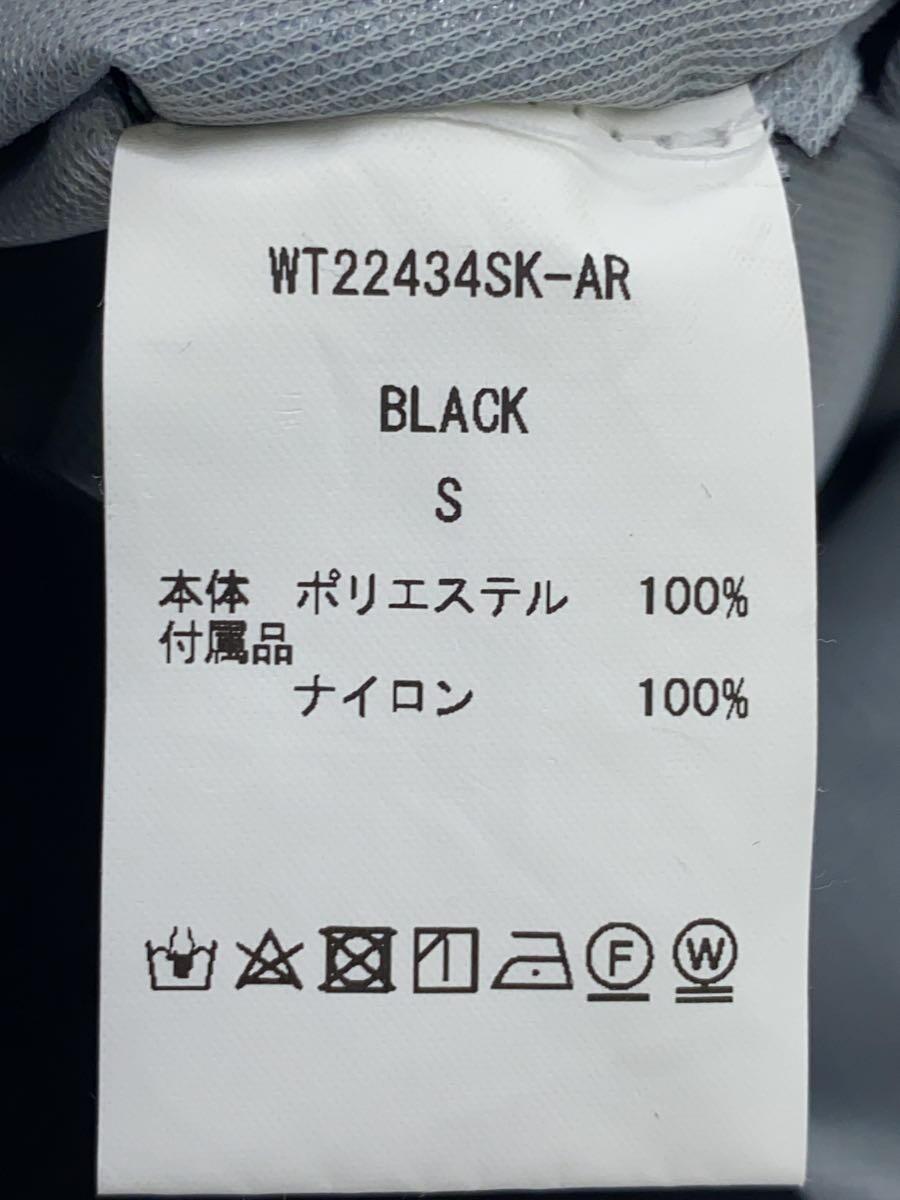 WT22434SK-AR
BLACK
S
本体 ポリエステル 100%
付属品
ナイロン 100%
F W